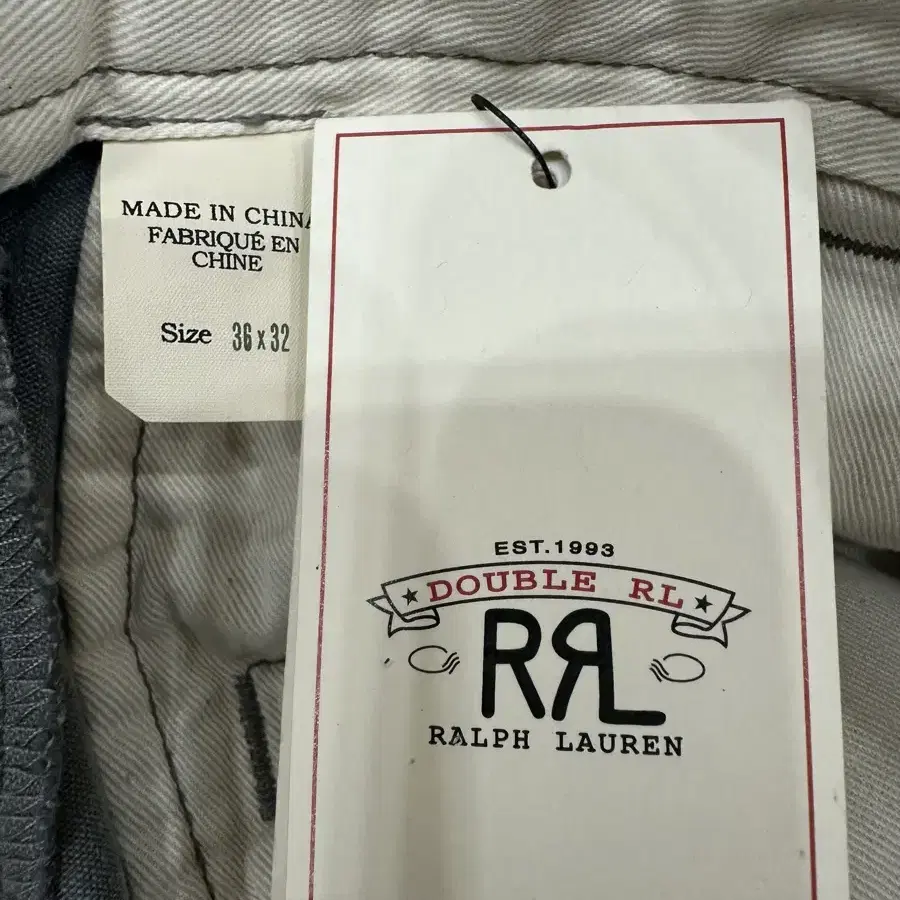 MADE IN CHINA
FABRIQUÉ EN
CHINE
Size 36 x 32
EST.1993
DOUBLE RL
RRL
RALPH LAUREN